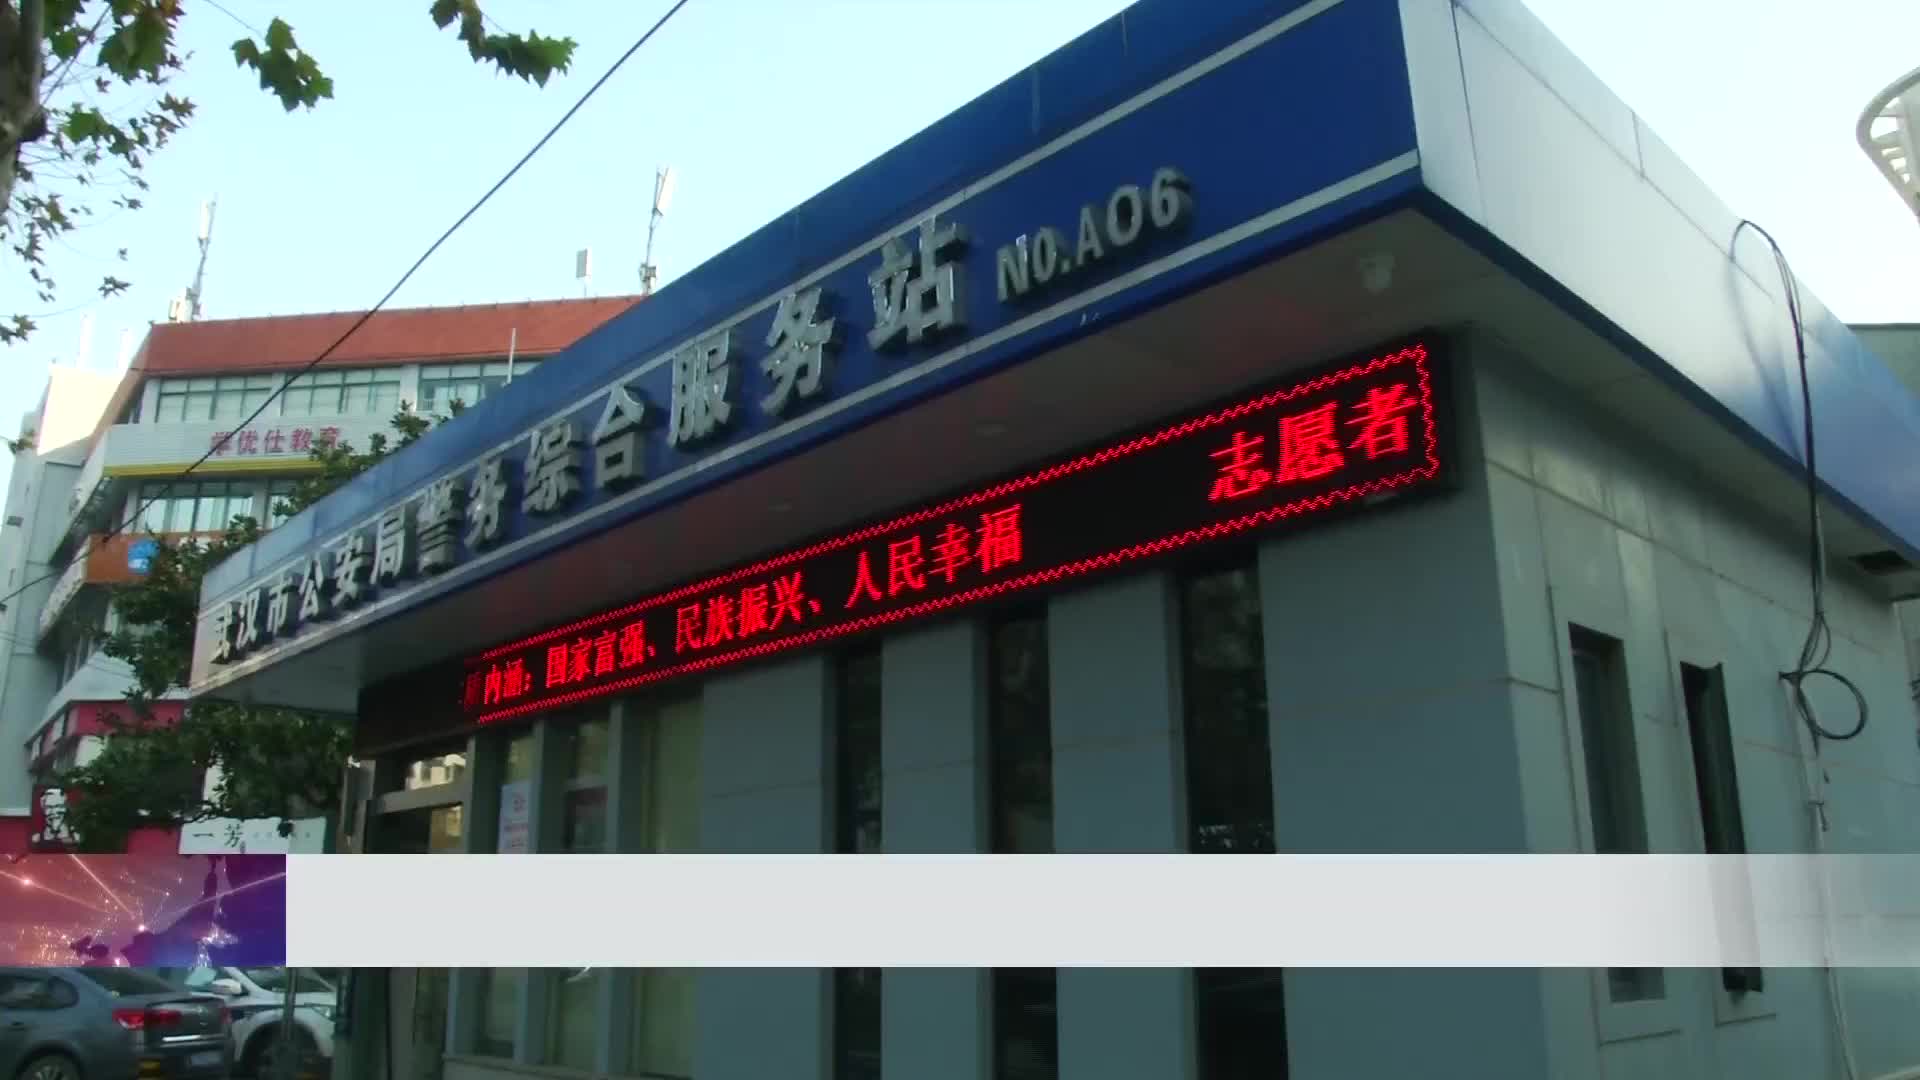 武汉市公安局警务综合服务站 NO.A06
内涵：国家富强、民族振兴、人民幸福 志愿者
学优仕教育
一芳